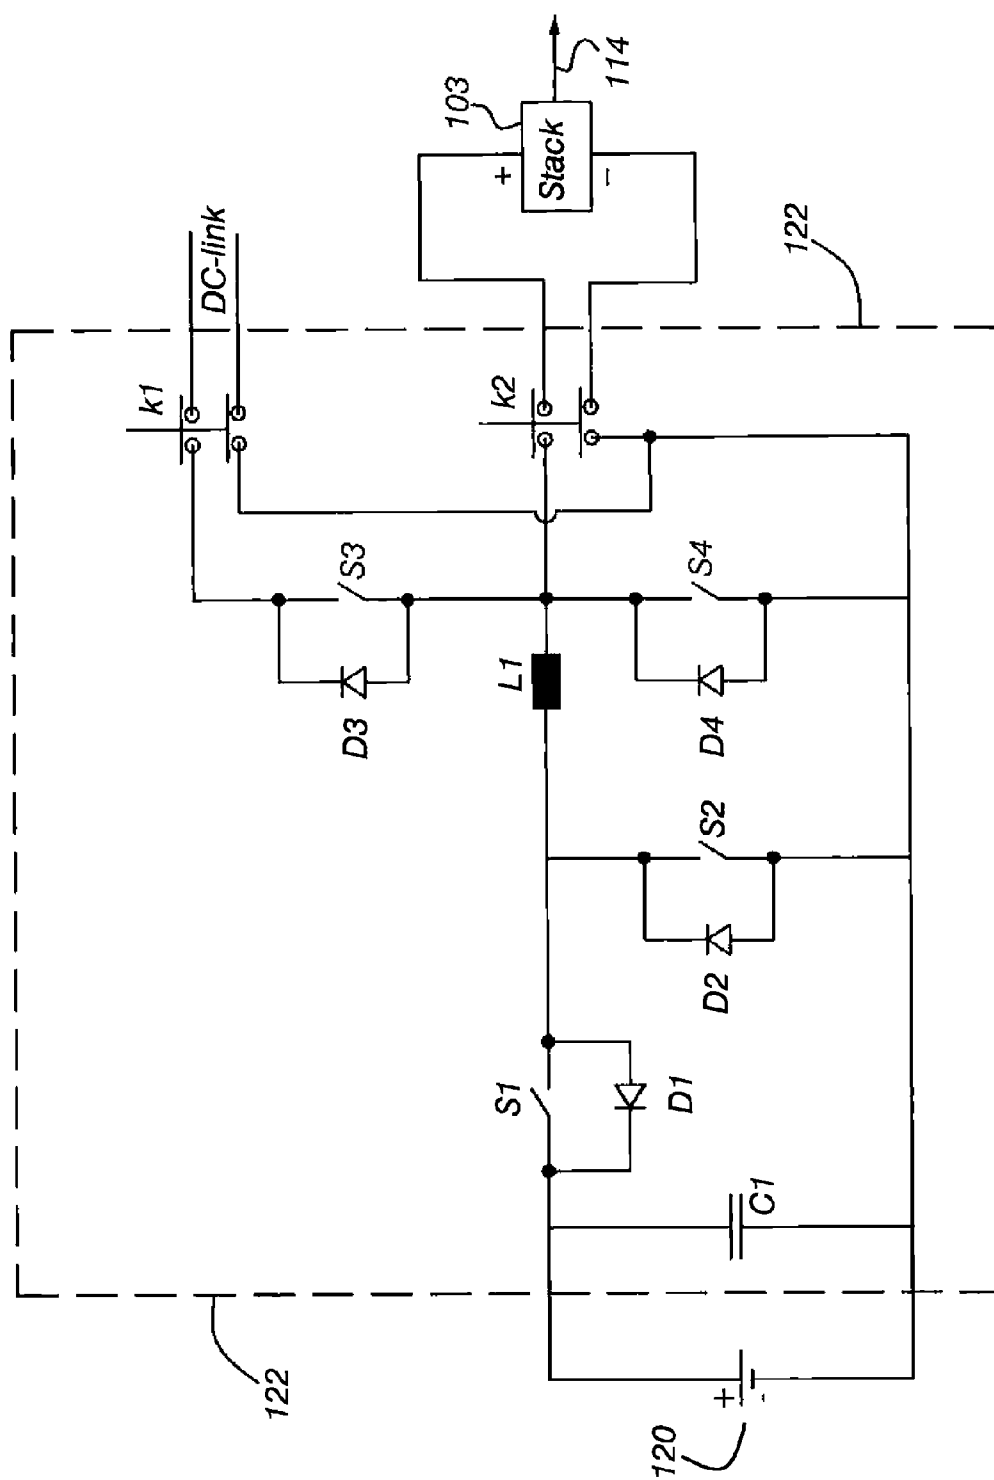 DC-link
k1
k2
+
Stack
-
103
114
122
S3
D3
L1
S4
D4
S2
D2
S1
D1
C1
122
+
-
120